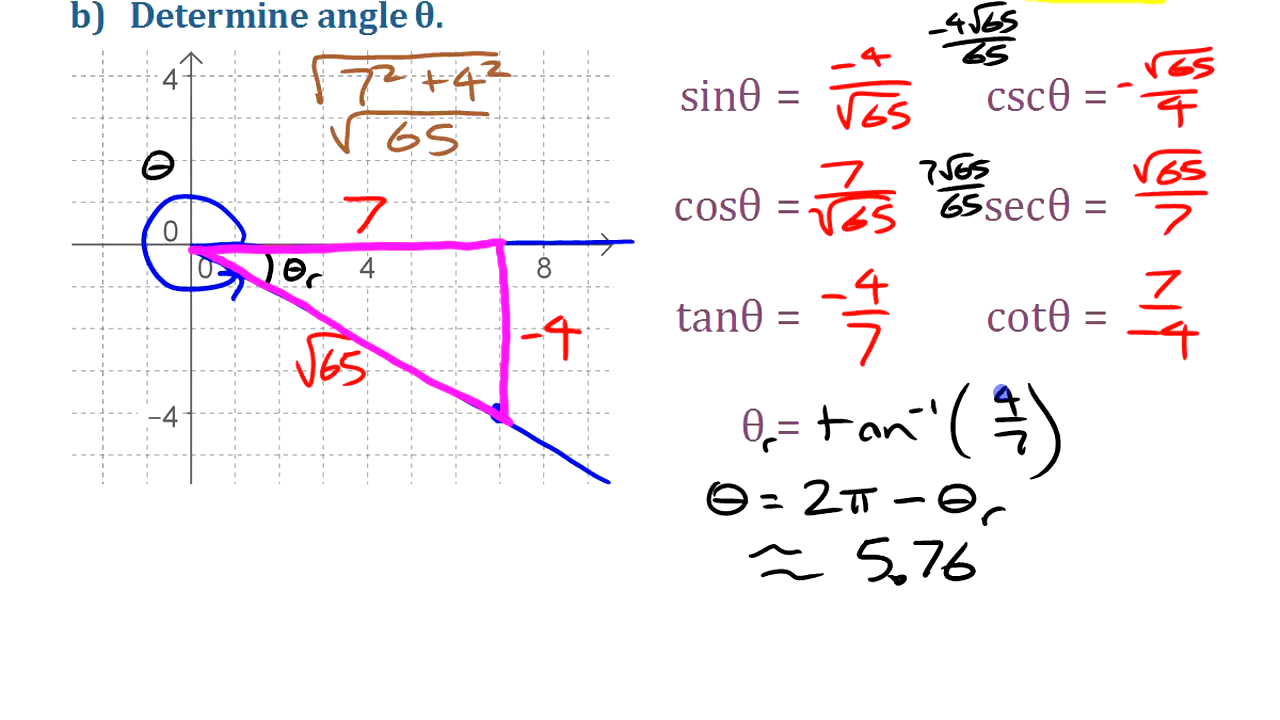 b) Determine angle θ.
√(7² + 4²)
√65
4
θ
0
7
0
θr
4
8
-4
√65
−4
sinθ = -4/√65
-4√65/65
cscθ = -√65/4
cosθ = 7/√65
7√65/65
secθ = √65/7
tanθ = -4/7
cotθ = 7/-4
θr = tan⁻¹(4/7)
θ = 2π − θr
≈ 5.76